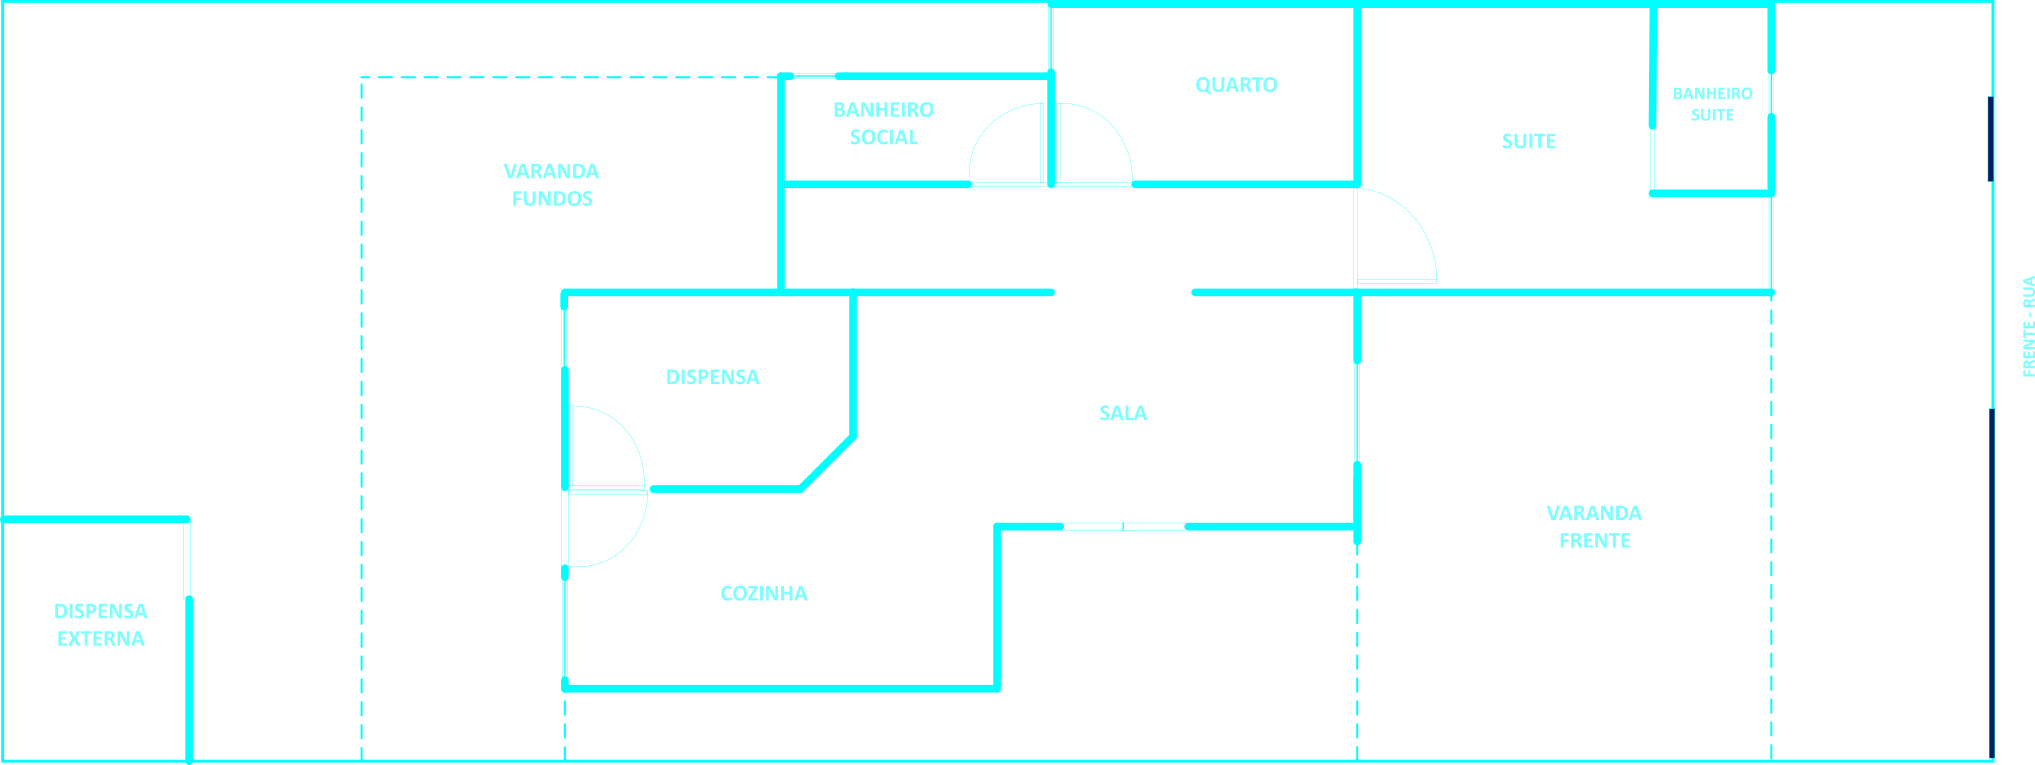 QUARTO
BANHEIRO
SUITE
BANHEIRO
SOCIAL
SUITE
VARANDA
FUNDOS
FRENTE - RUA
DISPENSA
SALA
VARANDA
FRENTE
COZINHA
DISPENSA
EXTERNA